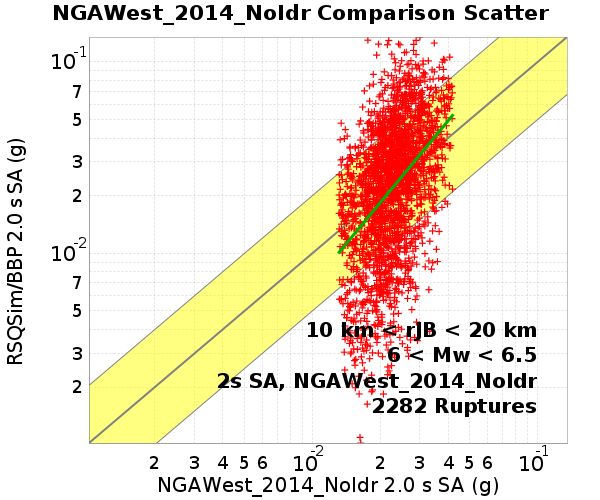 NGAWest_2014_NoIdr Comparison Scatter
RSQSim/BBP 2.0 s SA (g)
10-1
7
5
3
2
10-2
7
5
3
2
10 km < rJB < 20 km
6 < Mw < 6.5
2s SA, NGAWest_2014_NoIdr
2282 Ruptures
2 3 4 5 6 10-2 2 3 4 5 6 10-1
NGAWest_2014_NoIdr 2.0 s SA (g)